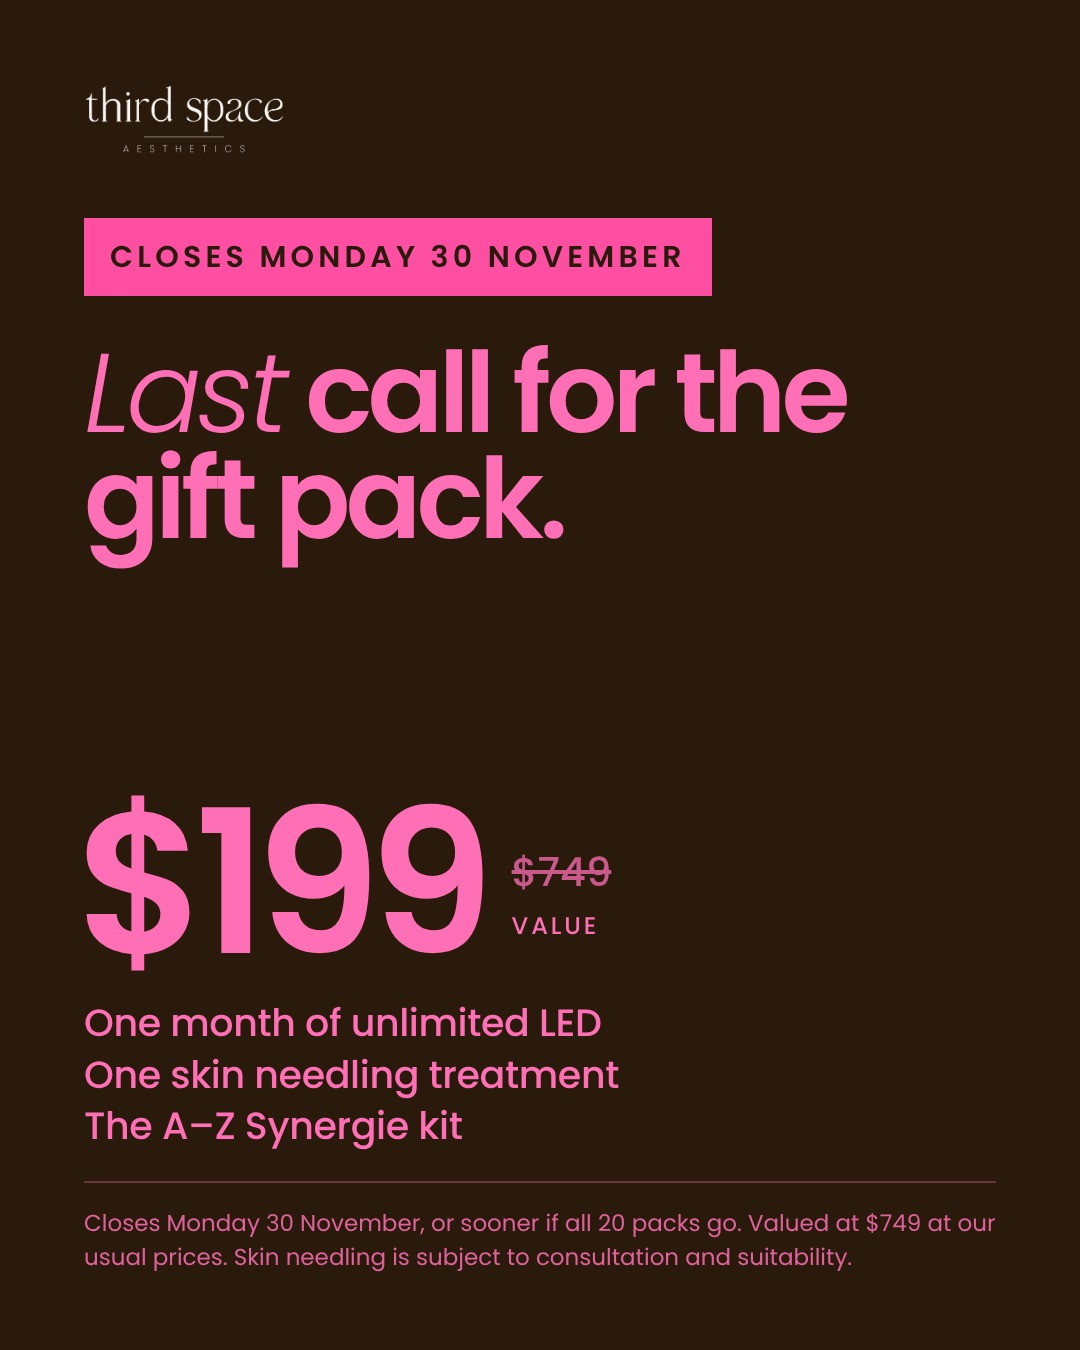 third space
AESTHETICS
CLOSES MONDAY 30 NOVEMBER
Last call for the
gift pack.
$199
$749
VALUE
One month of unlimited LED
One skin needling treatment
The A–Z Synergie kit
Closes Monday 30 November, or sooner if all 20 packs go. Valued at $749 at our
usual prices. Skin needling is subject to consultation and suitability.